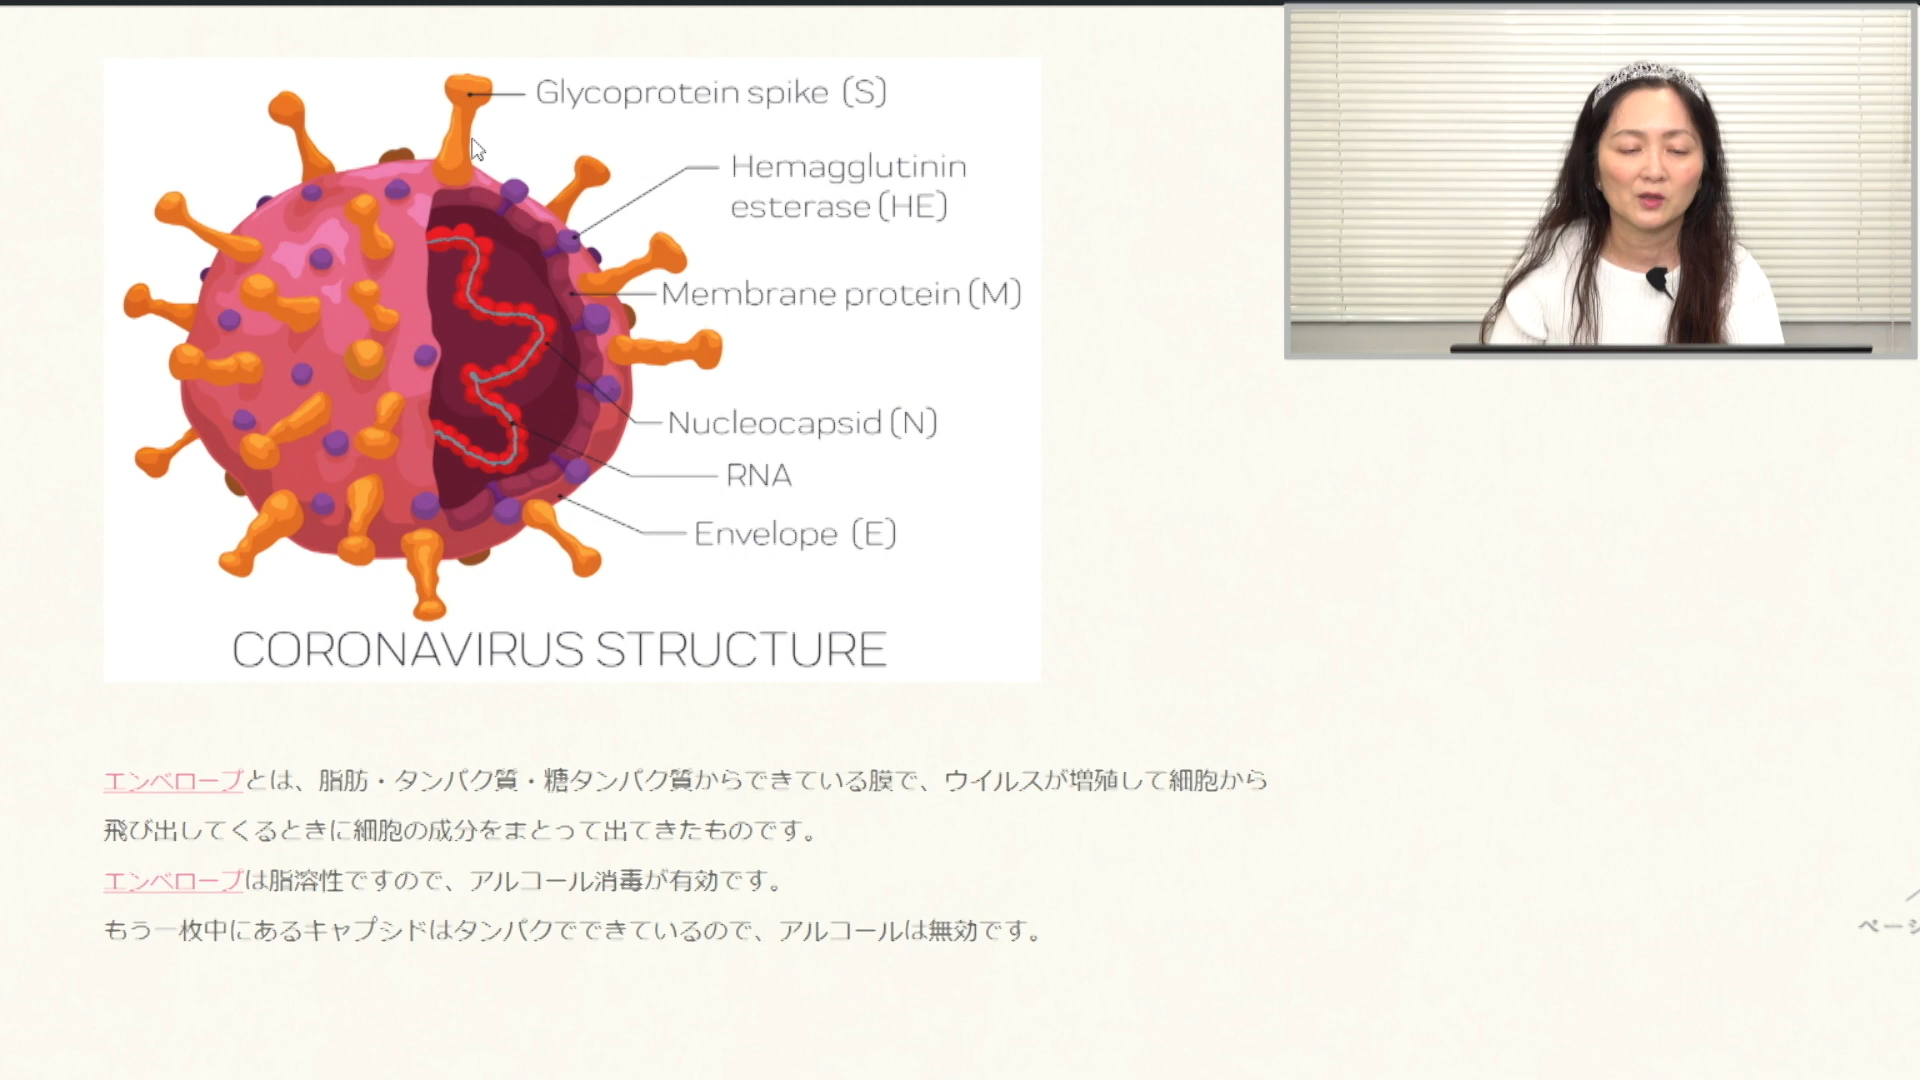 Glycoprotein spike (S)
Hemagglutinin
esterase (HE)
Membrane protein (M)
Nucleocapsid (N)
RNA
Envelope (E)
CORONAVIRUS STRUCTURE
エンベロープとは、脂肪・タンパク質・糖タンパク質からできている膜で、ウイルスが増殖して細胞から
飛び出してくるときに細胞の成分をまとって出てきたものです。
エンベロープは脂溶性ですので、アルコール消毒が有効です。
もう一枚中にあるキャプシドはタンパクでできているので、アルコールは無効です。
ページ